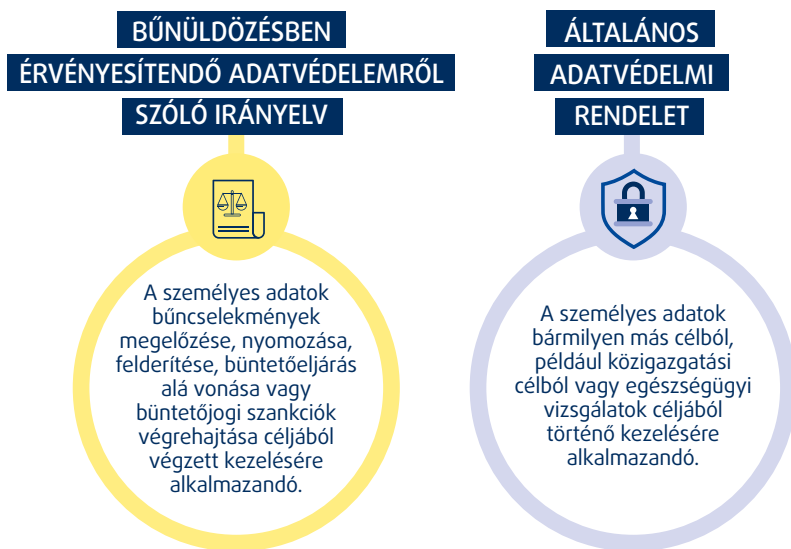 BŰNÜLDÖZÉSBEN
ÉRVÉNYESÍTENDŐ ADATVÉDELEMRŐL
SZÓLÓ IRÁNYELV
A személyes adatok
bűncselekmények
megelőzése, nyomozása,
felderítése, büntetőeljárás
alá vonása vagy
büntetőjogi szankciók
végrehajtása céljából
végzett kezelésére
alkalmazandó.
ÁLTALÁNOS
ADATVÉDELMI
RENDELET
A személyes adatok
bármilyen más célból,
például közigazgatási
célból vagy egészségügyi
vizsgálatok céljából
történő kezelésére
alkalmazandó.